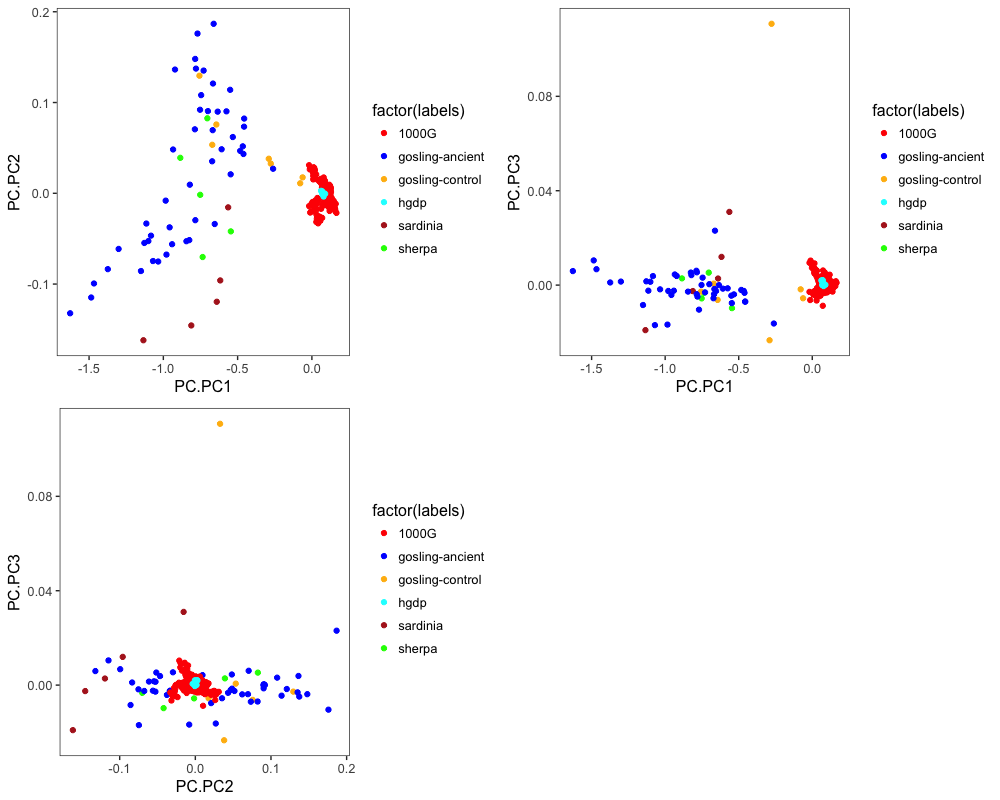 PC.PC2
0.2
0.1
0.0
-0.1
-1.5
-1.0
-0.5
0.0
PC.PC1
factor(labels)
1000G
gosling-ancient
gosling-control
hgdp
sardinia
sherpa
PC.PC3
0.08
0.04
0.00
-1.5
-1.0
-0.5
0.0
PC.PC1
factor(labels)
1000G
gosling-ancient
gosling-control
hgdp
sardinia
sherpa
PC.PC3
0.08
0.04
0.00
-0.1
0.0
0.1
0.2
PC.PC2
factor(labels)
1000G
gosling-ancient
gosling-control
hgdp
sardinia
sherpa